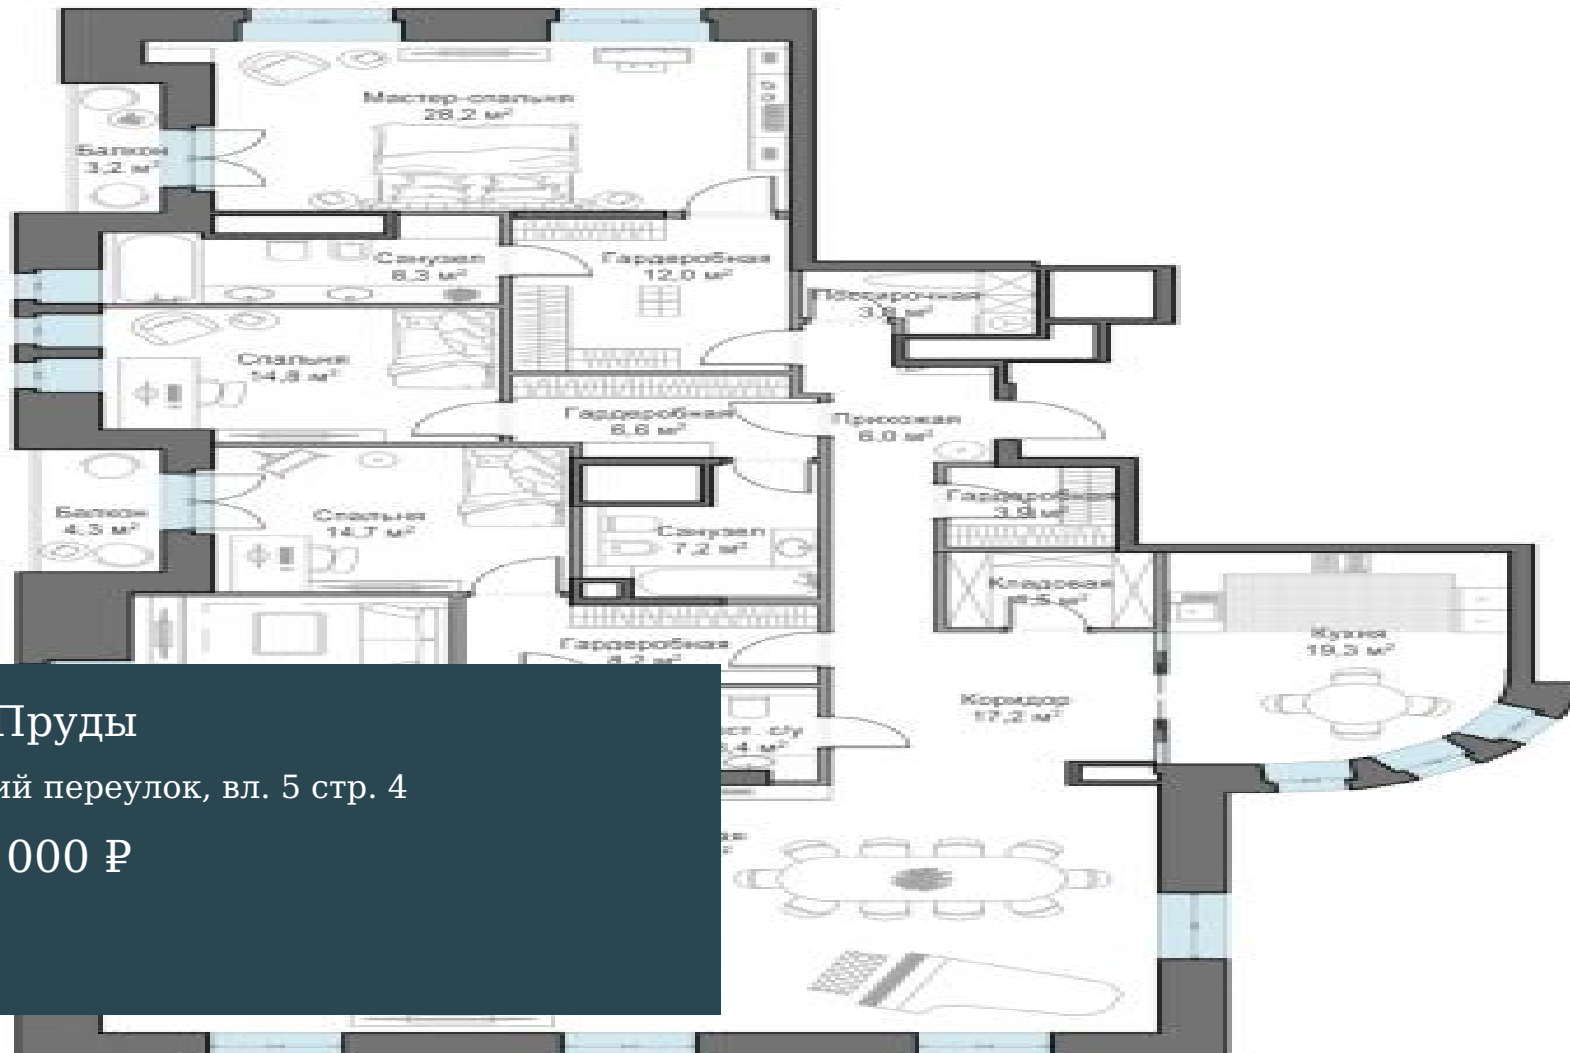 Мастер-спальня
28,2 м²
Балкон
3,2 м²
Санузел
8,3 м²
Гардеробная
12,0 м²
Постирочная
Спальня
14,8 м²
Гардеробная
6,6 м²
Прихожая
6,0 м²
Балкон
4,3 м²
Спальня
14,7 м²
Санузел
7,2 м²
Гардеробная
3,9 м²
Кладовая
Кухня
19,3 м²
Гардеробная
Коридор
17,2 м²
с/у
Пруды
ий переулок, вл. 5 стр. 4
000 ₽